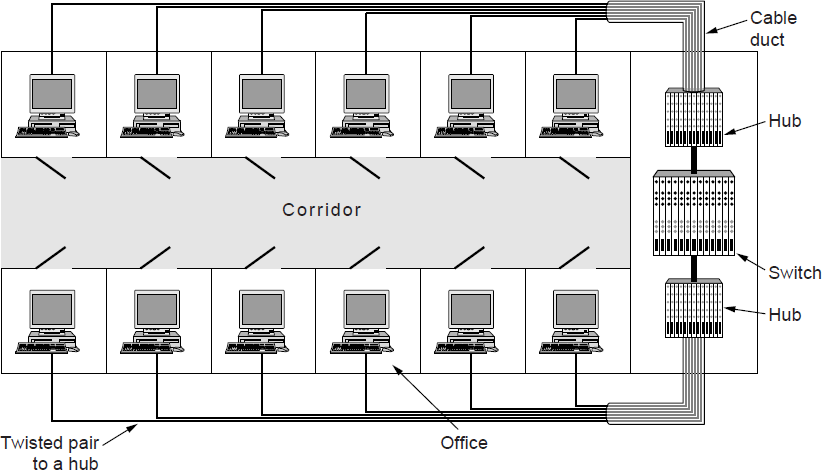 Cable
duct
Hub
Corridor
Switch
Hub
Office
Twisted pair
to a hub